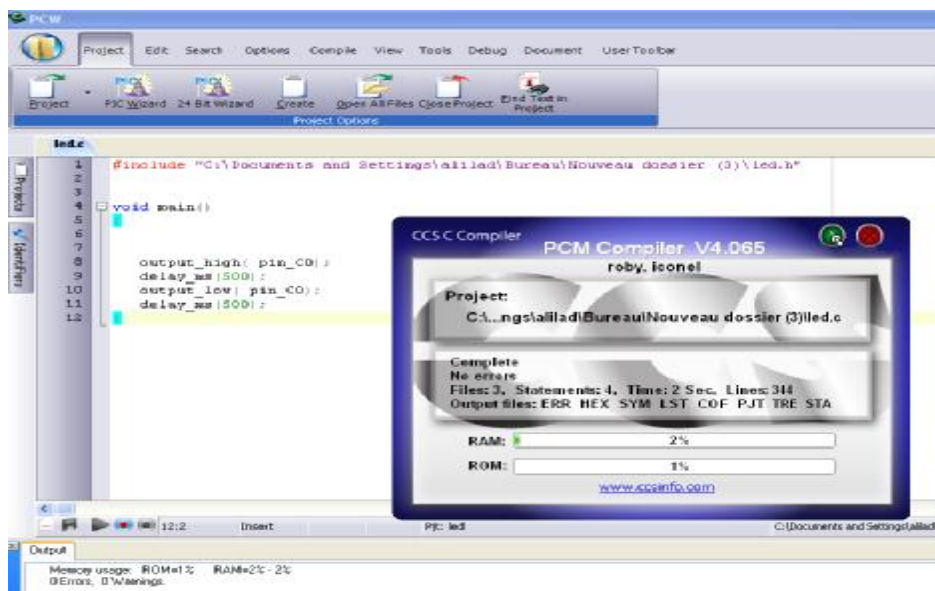 PCW
Project Edit Search Options Compile View Tools Debug Document User Toolbar
Project PIC Wizard 24 Bit Wizard Create Open All Files Close Project Find Text in Project
Project Options
led.c
Projects
Identifiers
1 #include "C:\Documents and Settings\alilad\Bureau\Nouveau dossier (3)\led.h"
2
3
4 void main()
5 {
6
7
8 output_high( pin_C0);
9 delay_ms(500);
10 output_low( pin_C0);
11 delay_ms(500);
12 }
CCS C Compiler
PCM Compiler V4.065
roby, iconel
Project:
C:\...ngs\alilad\Bureau\Nouveau dossier (3)\led.c
Complete
No errors
Files: 3, Statements: 4, Time: 2 Sec, Lines: 344
Output files: ERR HEX SYM LST COF PJT TRE STA
RAM: 2%
ROM: 1%
www.ccsinfo.com
12:2 Insert Pjt: led C:\Documents and Settings\alilad
Output
Memory usage: ROM=1% RAM=2% - 2%
0 Errors, 0 Warnings.